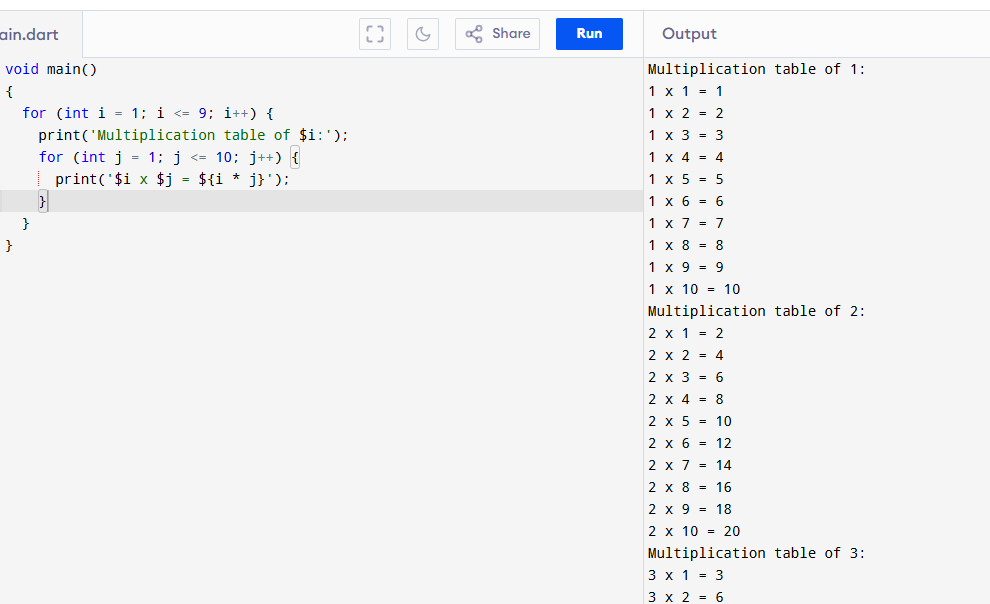 ain.dart
Share
Run
Output
void main()
{
  for (int i = 1; i <= 9; i++) {
    print('Multiplication table of $i:');
    for (int j = 1; j <= 10; j++) {
      print('$i x $j = ${i * j}');
    }
  }
}
Multiplication table of 1:
1 x 1 = 1
1 x 2 = 2
1 x 3 = 3
1 x 4 = 4
1 x 5 = 5
1 x 6 = 6
1 x 7 = 7
1 x 8 = 8
1 x 9 = 9
1 x 10 = 10
Multiplication table of 2:
2 x 1 = 2
2 x 2 = 4
2 x 3 = 6
2 x 4 = 8
2 x 5 = 10
2 x 6 = 12
2 x 7 = 14
2 x 8 = 16
2 x 9 = 18
2 x 10 = 20
Multiplication table of 3:
3 x 1 = 3
3 x 2 = 6